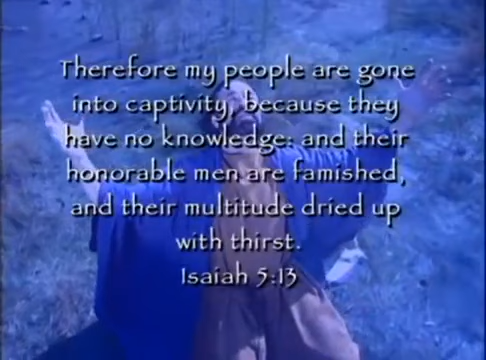 Therefore my people are gone
into captivity, because they
have no knowledge: and their
honorable men are famished,
and their multitude dried up
with thirst.
Isaiah 5:13